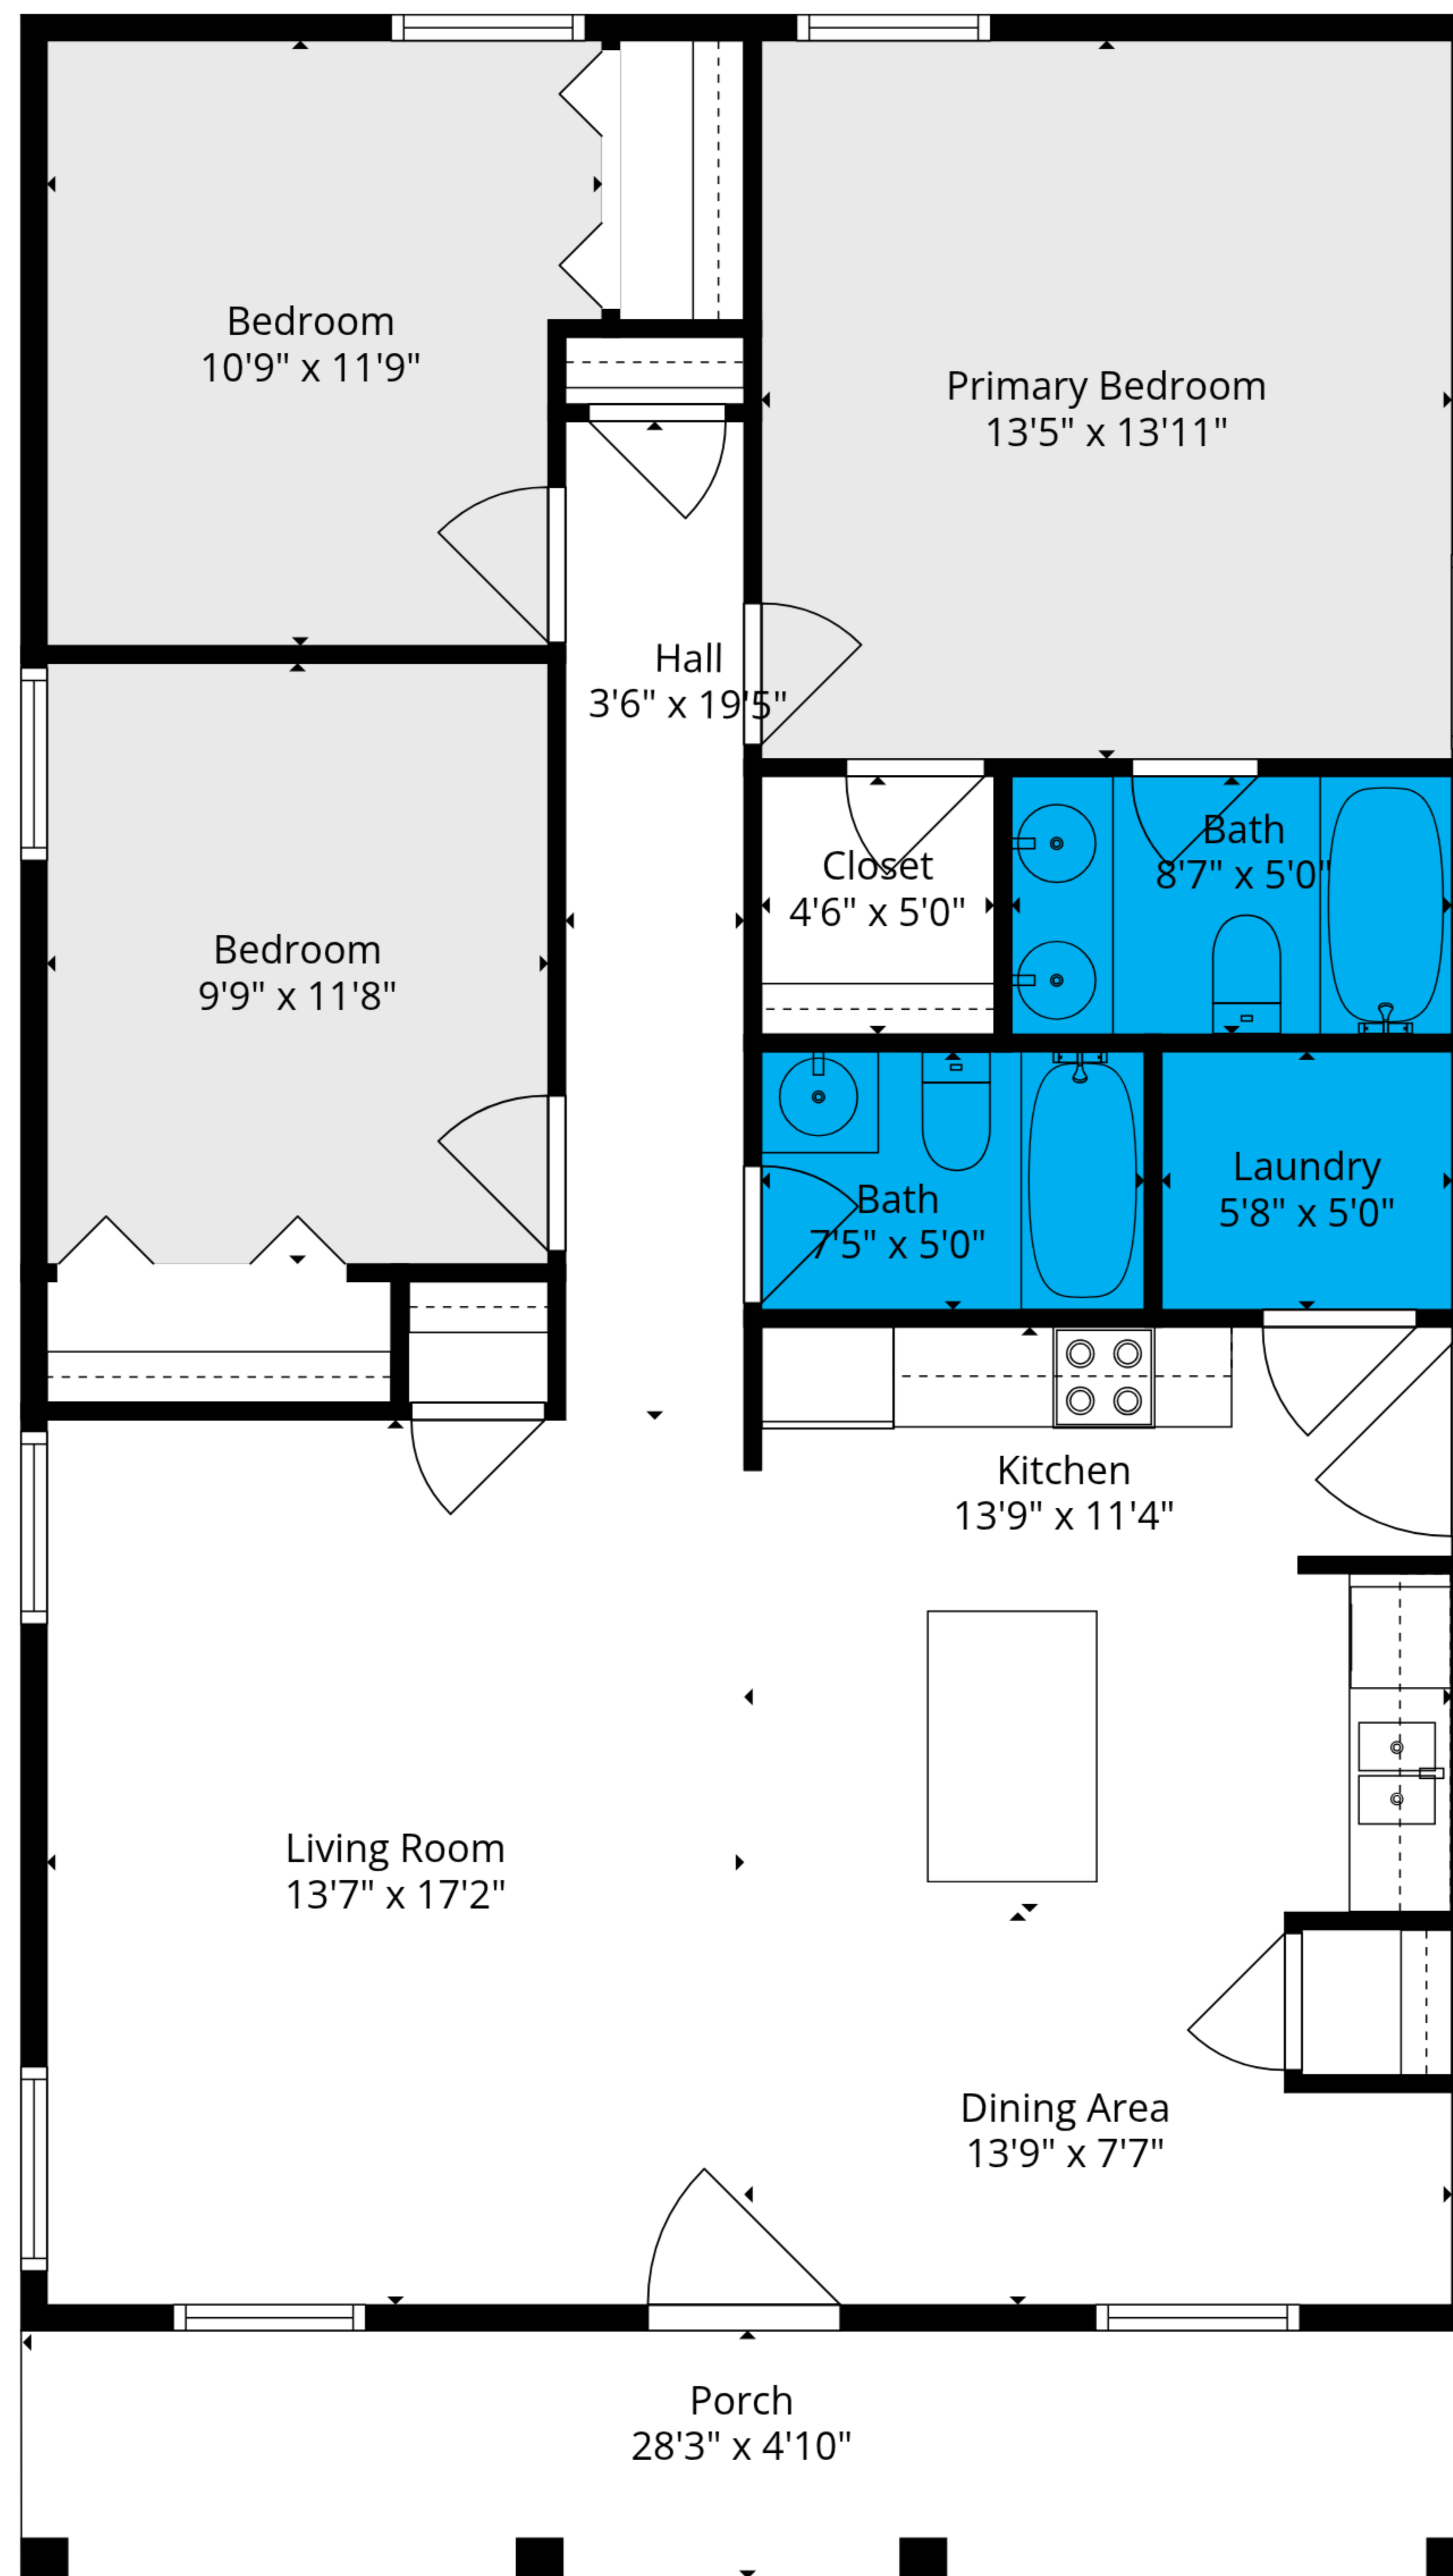 Bedroom
10'9" x 11'9"
Primary Bedroom
13'5" x 13'11"
Hall
3'6" x 19'5"
Closet
4'6" x 5'0"
Bath
8'7" x 5'0"
Bedroom
9'9" x 11'8"
Bath
7'5" x 5'0"
Laundry
5'8" x 5'0"
Kitchen
13'9" x 11'4"
Living Room
13'7" x 17'2"
Dining Area
13'9" x 7'7"
Porch
28'3" x 4'10"